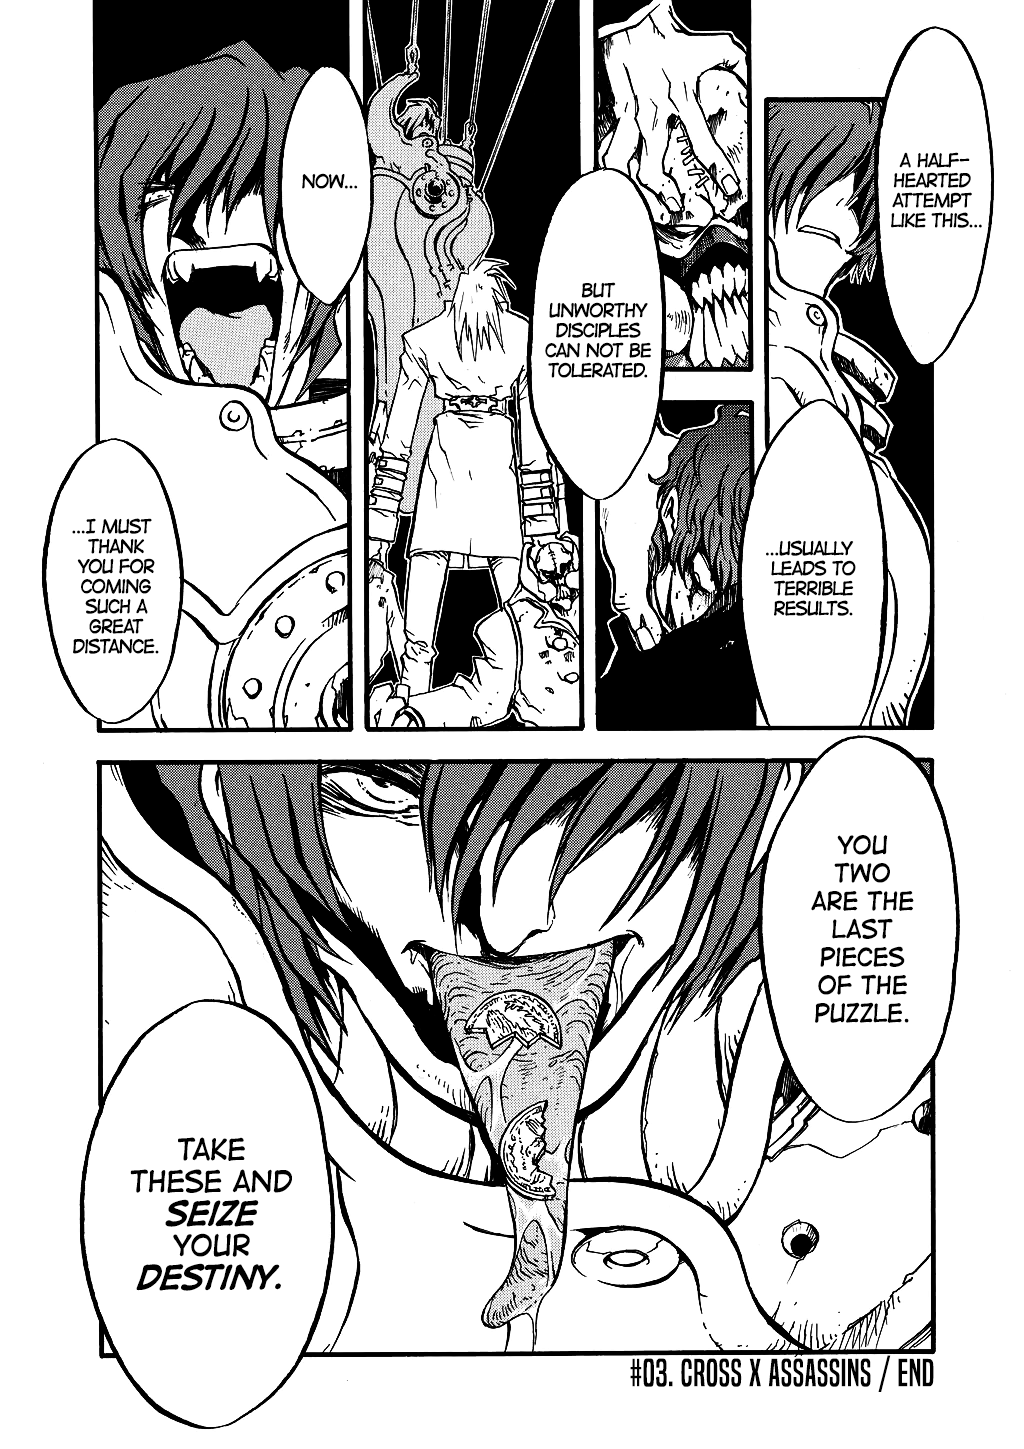 A HALF-
HEARTED
ATTEMPT
LIKE THIS...
...USUALLY
LEADS TO
TERRIBLE
RESULTS.
BUT
UNWORTHY
DISCIPLES
CAN NOT BE
TOLERATED.
NOW...
...I MUST
THANK
YOU FOR
COMING
SUCH A
GREAT
DISTANCE.
YOU
TWO
ARE THE
LAST
PIECES
OF THE
PUZZLE.
TAKE
THESE AND
SEIZE
YOUR
DESTINY.
#03. CROSS X ASSASSINS / END